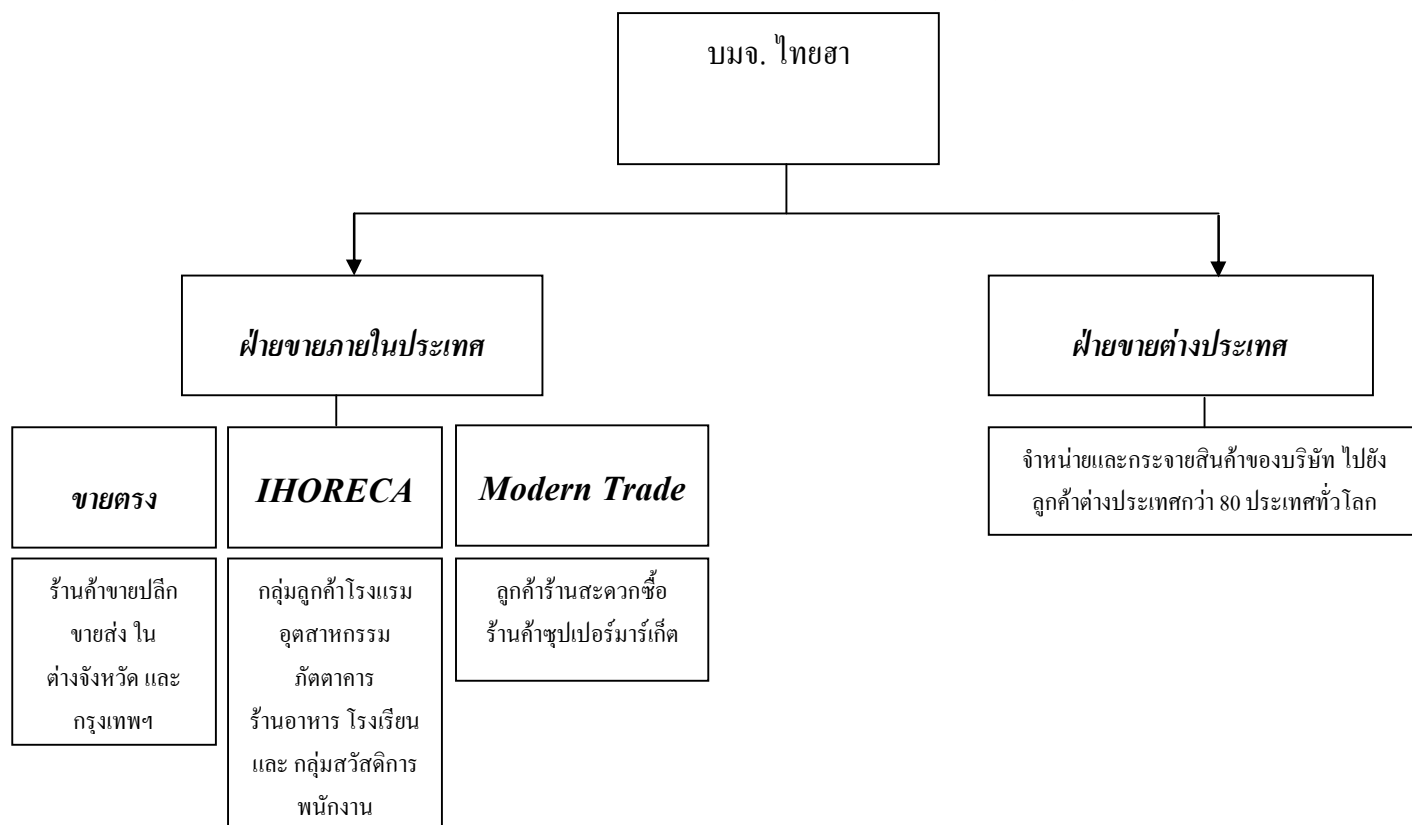 บมจ. ไทยฮา
ฝ่ายขายภายในประเทศ
ฝ่ายขายต่างประเทศ
ขายตรง
IHORECA
Modern Trade
จำหน่ายและกระจายสินค้าของบริษัท ไปยัง
ลูกค้าต่างประเทศกว่า 80 ประเทศทั่วโลก
ร้านค้าขายปลีก
ขายส่ง ใน
ต่างจังหวัด และ
กรุงเทพฯ
กลุ่มลูกค้าโรงแรม
อุตสาหกรรม
ภัตตาคาร
ร้านอาหาร โรงเรียน
และ กลุ่มสวัสดิการ
พนักงาน
ลูกค้าร้านสะดวกซื้อ
ร้านค้าซุปเปอร์มาร์เก็ต